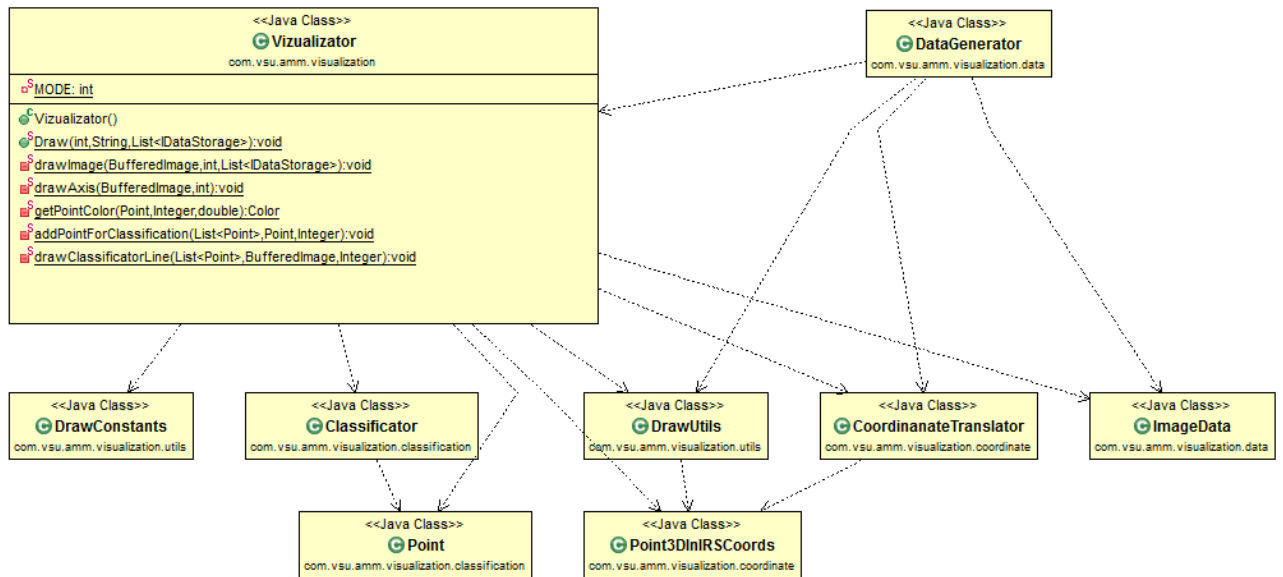 <<Java Class>>
Vizualizator
com.vsu.amm.visualization
MODE: int
Vizualizator()
Draw(int,String,List<IDataStorage>):void
drawImage(BufferedImage,int,List<IDataStorage>):void
drawAxis(BufferedImage,int):void
getPointColor(Point,Integer,double):Color
addPointForClassification(List<Point>,Point,Integer):void
drawClassificatorLine(List<Point>,BufferedImage,Integer):void
<<Java Class>>
DataGenerator
com.vsu.amm.visualization.data
<<Java Class>>
DrawConstants
com.vsu.amm.visualization.utils
<<Java Class>>
Classificator
com.vsu.amm.visualization.classification
<<Java Class>>
DrawUtils
com.vsu.amm.visualization.utils
<<Java Class>>
CoordinanateTranslator
com.vsu.amm.visualization.coordinate
<<Java Class>>
ImageData
com.vsu.amm.visualization.data
<<Java Class>>
Point
com.vsu.amm.visualization.classification
<<Java Class>>
Point3DInIRSCoords
com.vsu.amm.visualization.coordinate